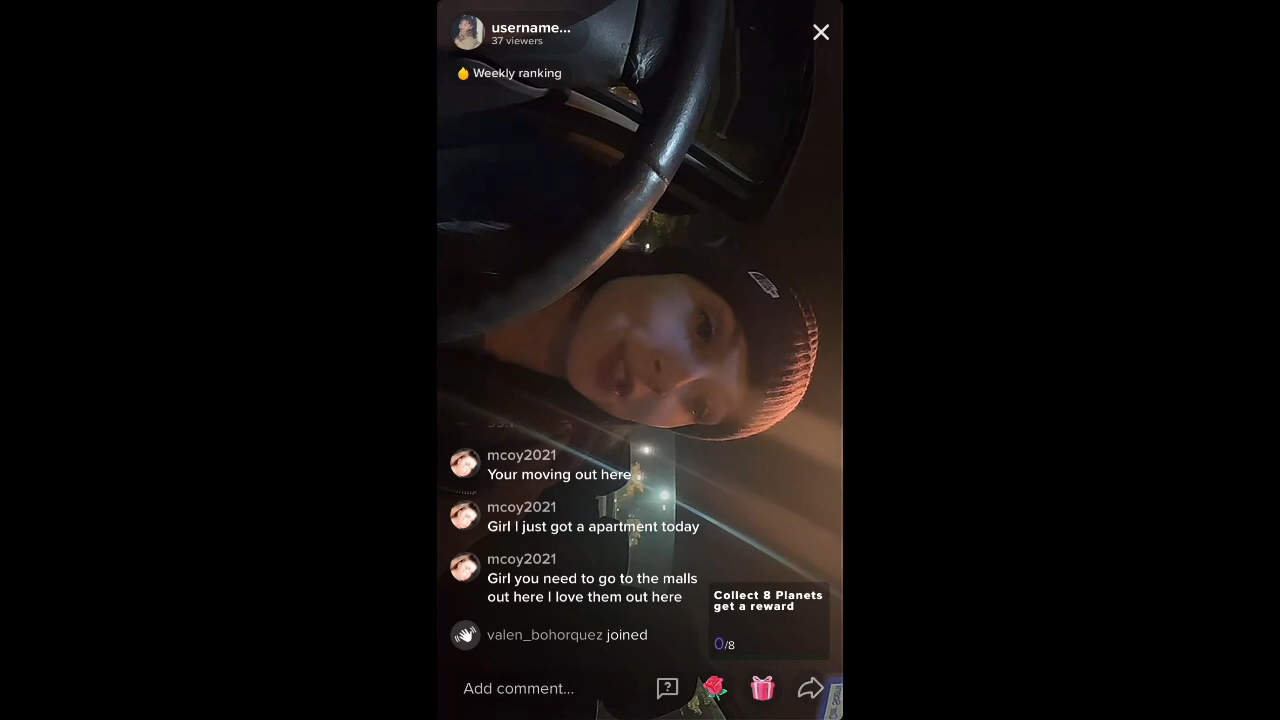 username...
37 viewers
Weekly ranking
mcoy2021
Your moving out here
mcoy2021
Girl I just got a apartment today
mcoy2021
Girl you need to go to the malls
out here I love them out here
Collect 8 Planets
get a reward
0/8
valen_bohorquez joined
Add comment...